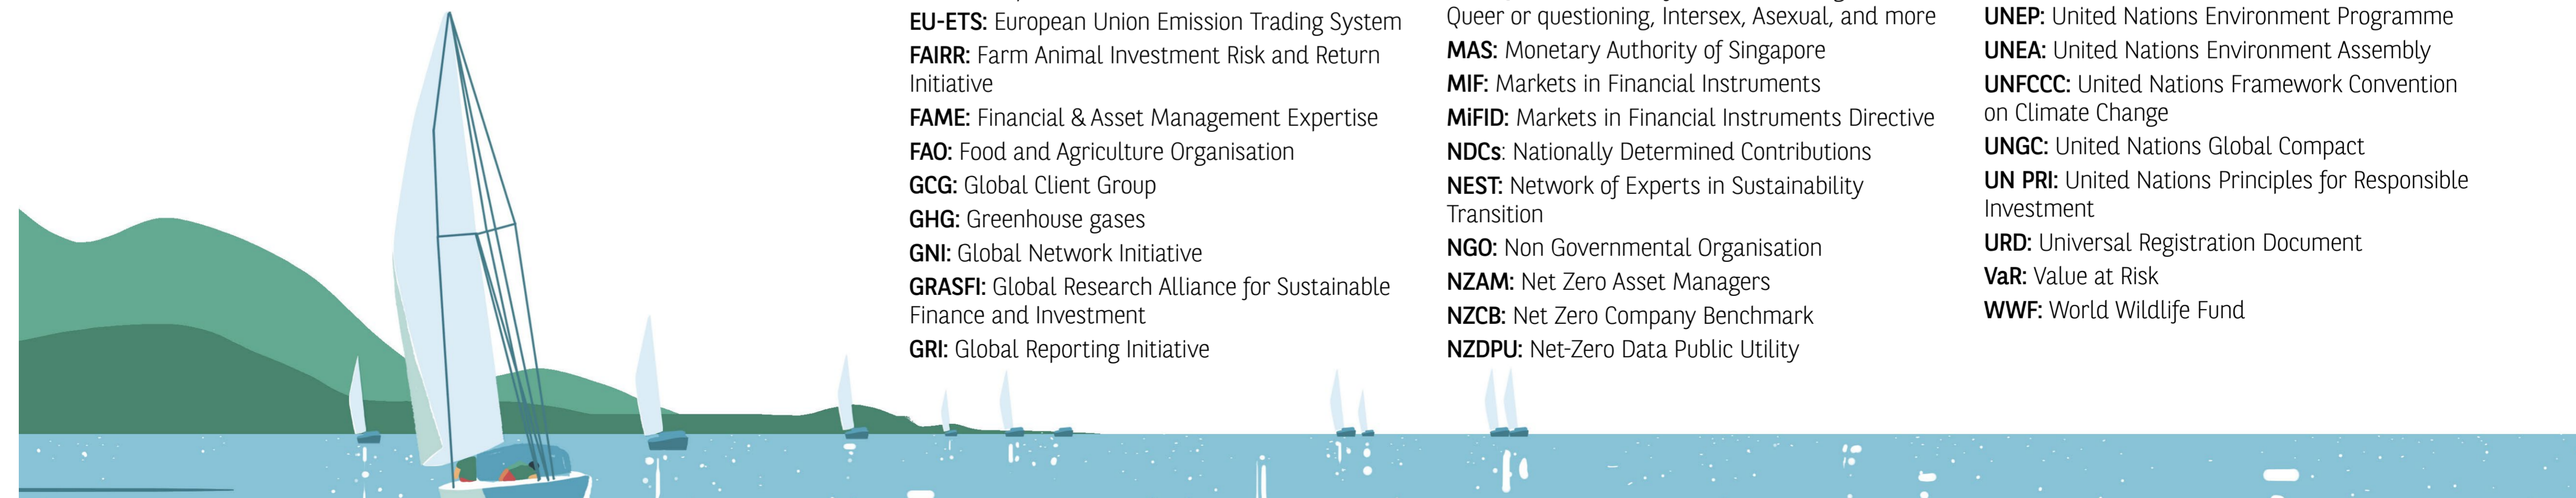 EU-ETS: European Union Emission Trading System
FAIRR: Farm Animal Investment Risk and Return
Initiative
FAME: Financial & Asset Management Expertise
FAO: Food and Agriculture Organisation
GCG: Global Client Group
GHG: Greenhouse gases
GNI: Global Network Initiative
GRASFI: Global Research Alliance for Sustainable
Finance and Investment
GRI: Global Reporting Initiative
Queer or questioning, Intersex, Asexual, and more
MAS: Monetary Authority of Singapore
MIF: Markets in Financial Instruments
MiFID: Markets in Financial Instruments Directive
NDCs: Nationally Determined Contributions
NEST: Network of Experts in Sustainability
Transition
NGO: Non Governmental Organisation
NZAM: Net Zero Asset Managers
NZCB: Net Zero Company Benchmark
NZDPU: Net-Zero Data Public Utility
UNEP: United Nations Environment Programme
UNEA: United Nations Environment Assembly
UNFCCC: United Nations Framework Convention
on Climate Change
UNGC: United Nations Global Compact
UN PRI: United Nations Principles for Responsible
Investment
URD: Universal Registration Document
VaR: Value at Risk
WWF: World Wildlife Fund